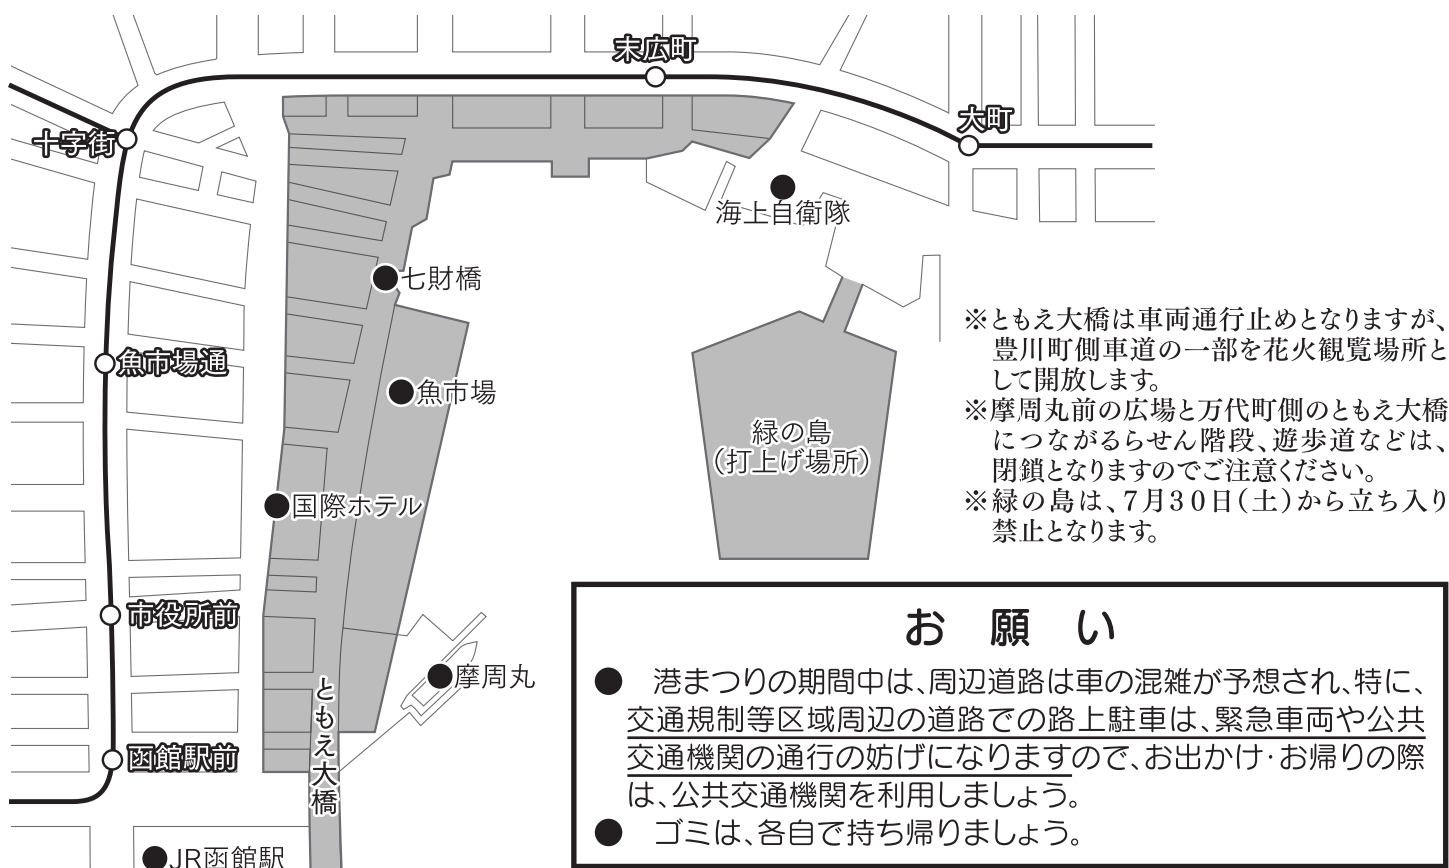 末広町
大町
十字街
海上自衛隊
七財橋
魚市場通
魚市場
緑の島
(打上げ場所)
国際ホテル
市役所前
摩周丸
ともえ大橋
函館駅前
JR函館駅
※ともえ大橋は車両通行止めとなりますが、
豊川町側車道の一部を花火観覧場所と
して開放します。
※摩周丸前の広場と万代町側のともえ大橋
につながるらせん階段、遊歩道などは、
閉鎖となりますのでご注意ください。
※緑の島は、7月30日(土)から立ち入り
禁止となります。
お願い
● 港まつりの期間中は、周辺道路は車の混雑が予想され、特に、
交通規制等区域周辺の道路での路上駐車は、緊急車両や公共
交通機関の通行の妨げになりますので、お出かけ・お帰りの際
は、公共交通機関を利用しましょう。
● ゴミは、各自で持ち帰りましょう。